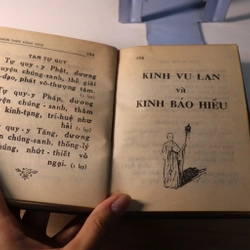 TAM TỰ QUY
Tự quy-y Phật, đương
nguyện chúng-sanh, thể giải
đại-đạo, phát vô-thượng tâm.
Tự quy-y Pháp, đương
nguyện chúng-sanh, thâm
nhập kinh-tạng, trí-huệ như
hải
Tự quy-y Tăng, đương
nguyện chúng-sanh, thống-lý
đại chúng, nhứt-thiết vô
ngại.
KINH VU LAN
và
KINH BÁO HIẾU